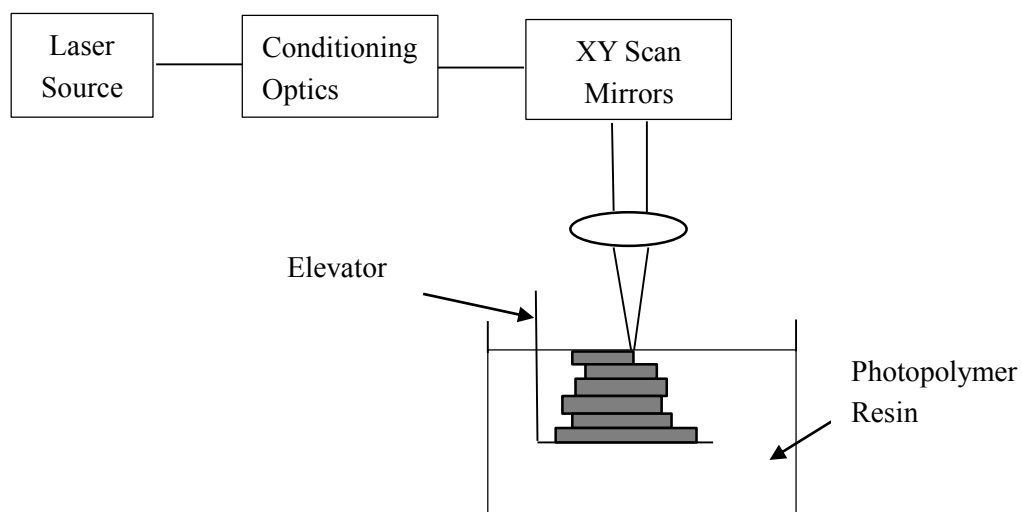 Laser
Source
Conditioning
Optics
XY Scan
Mirrors
Elevator
Photopolymer
Resin